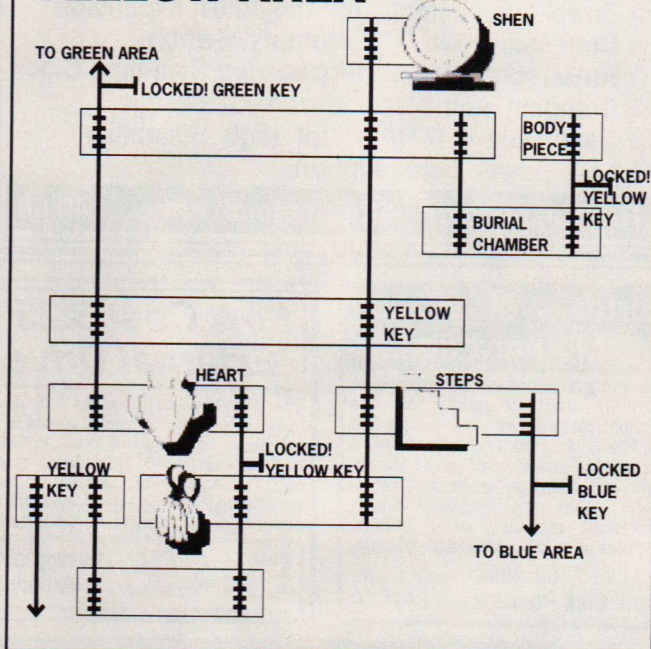 SHEN
TO GREEN AREA
LOCKED! GREEN KEY
BODY
PIECE
LOCKED!
YELLOW
KEY
BURIAL
CHAMBER
YELLOW
KEY
HEART
STEPS
LOCKED!
YELLOW KEY
YELLOW
KEY
LOCKED
BLUE
KEY
TO BLUE AREA